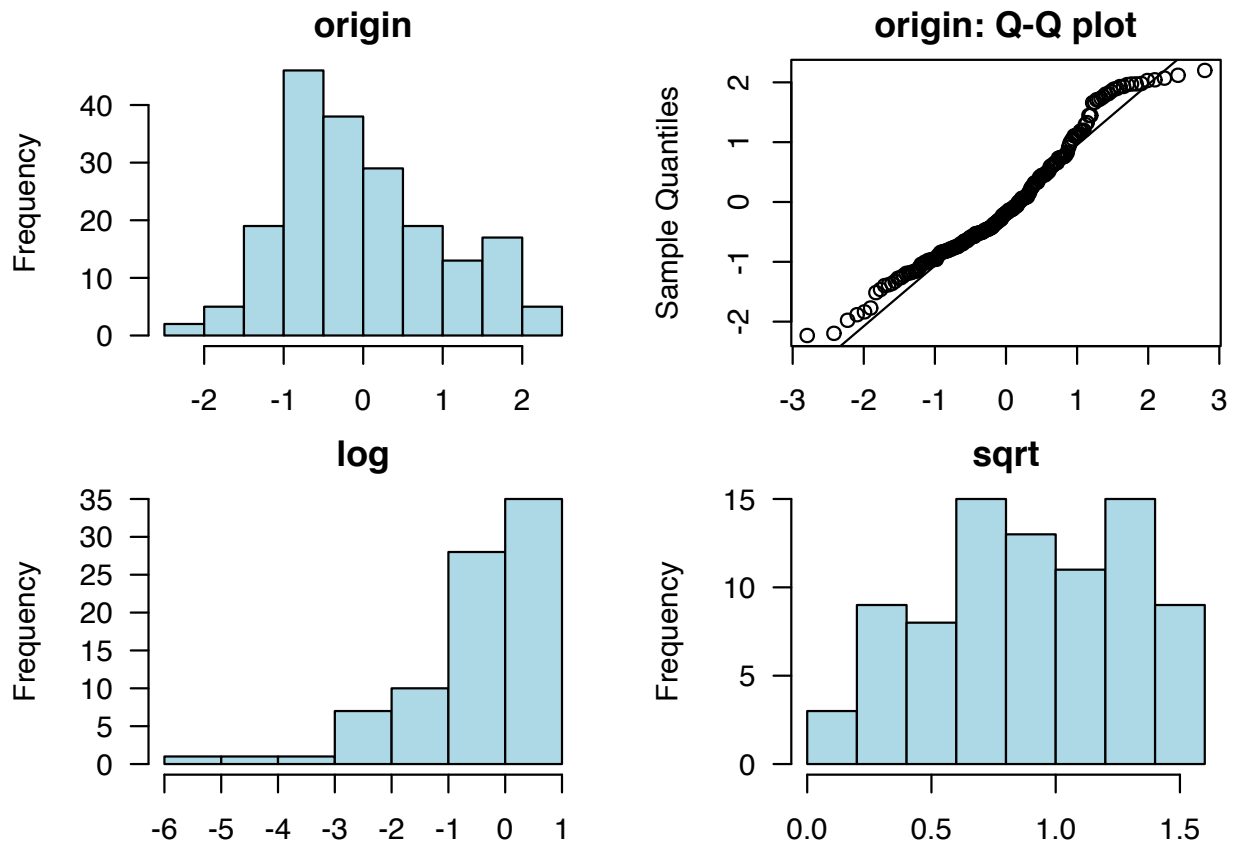 origin
Frequency
40
30
20
10
0
-2 -1 0 1 2
origin: Q-Q plot
Sample Quantiles
2
1
0
-1
-2
-3 -2 -1 0 1 2 3
log
Frequency
35
30
25
20
15
10
5
0
-6 -5 -4 -3 -2 -1 0 1
sqrt
Frequency
15
10
5
0
0.0 0.5 1.0 1.5